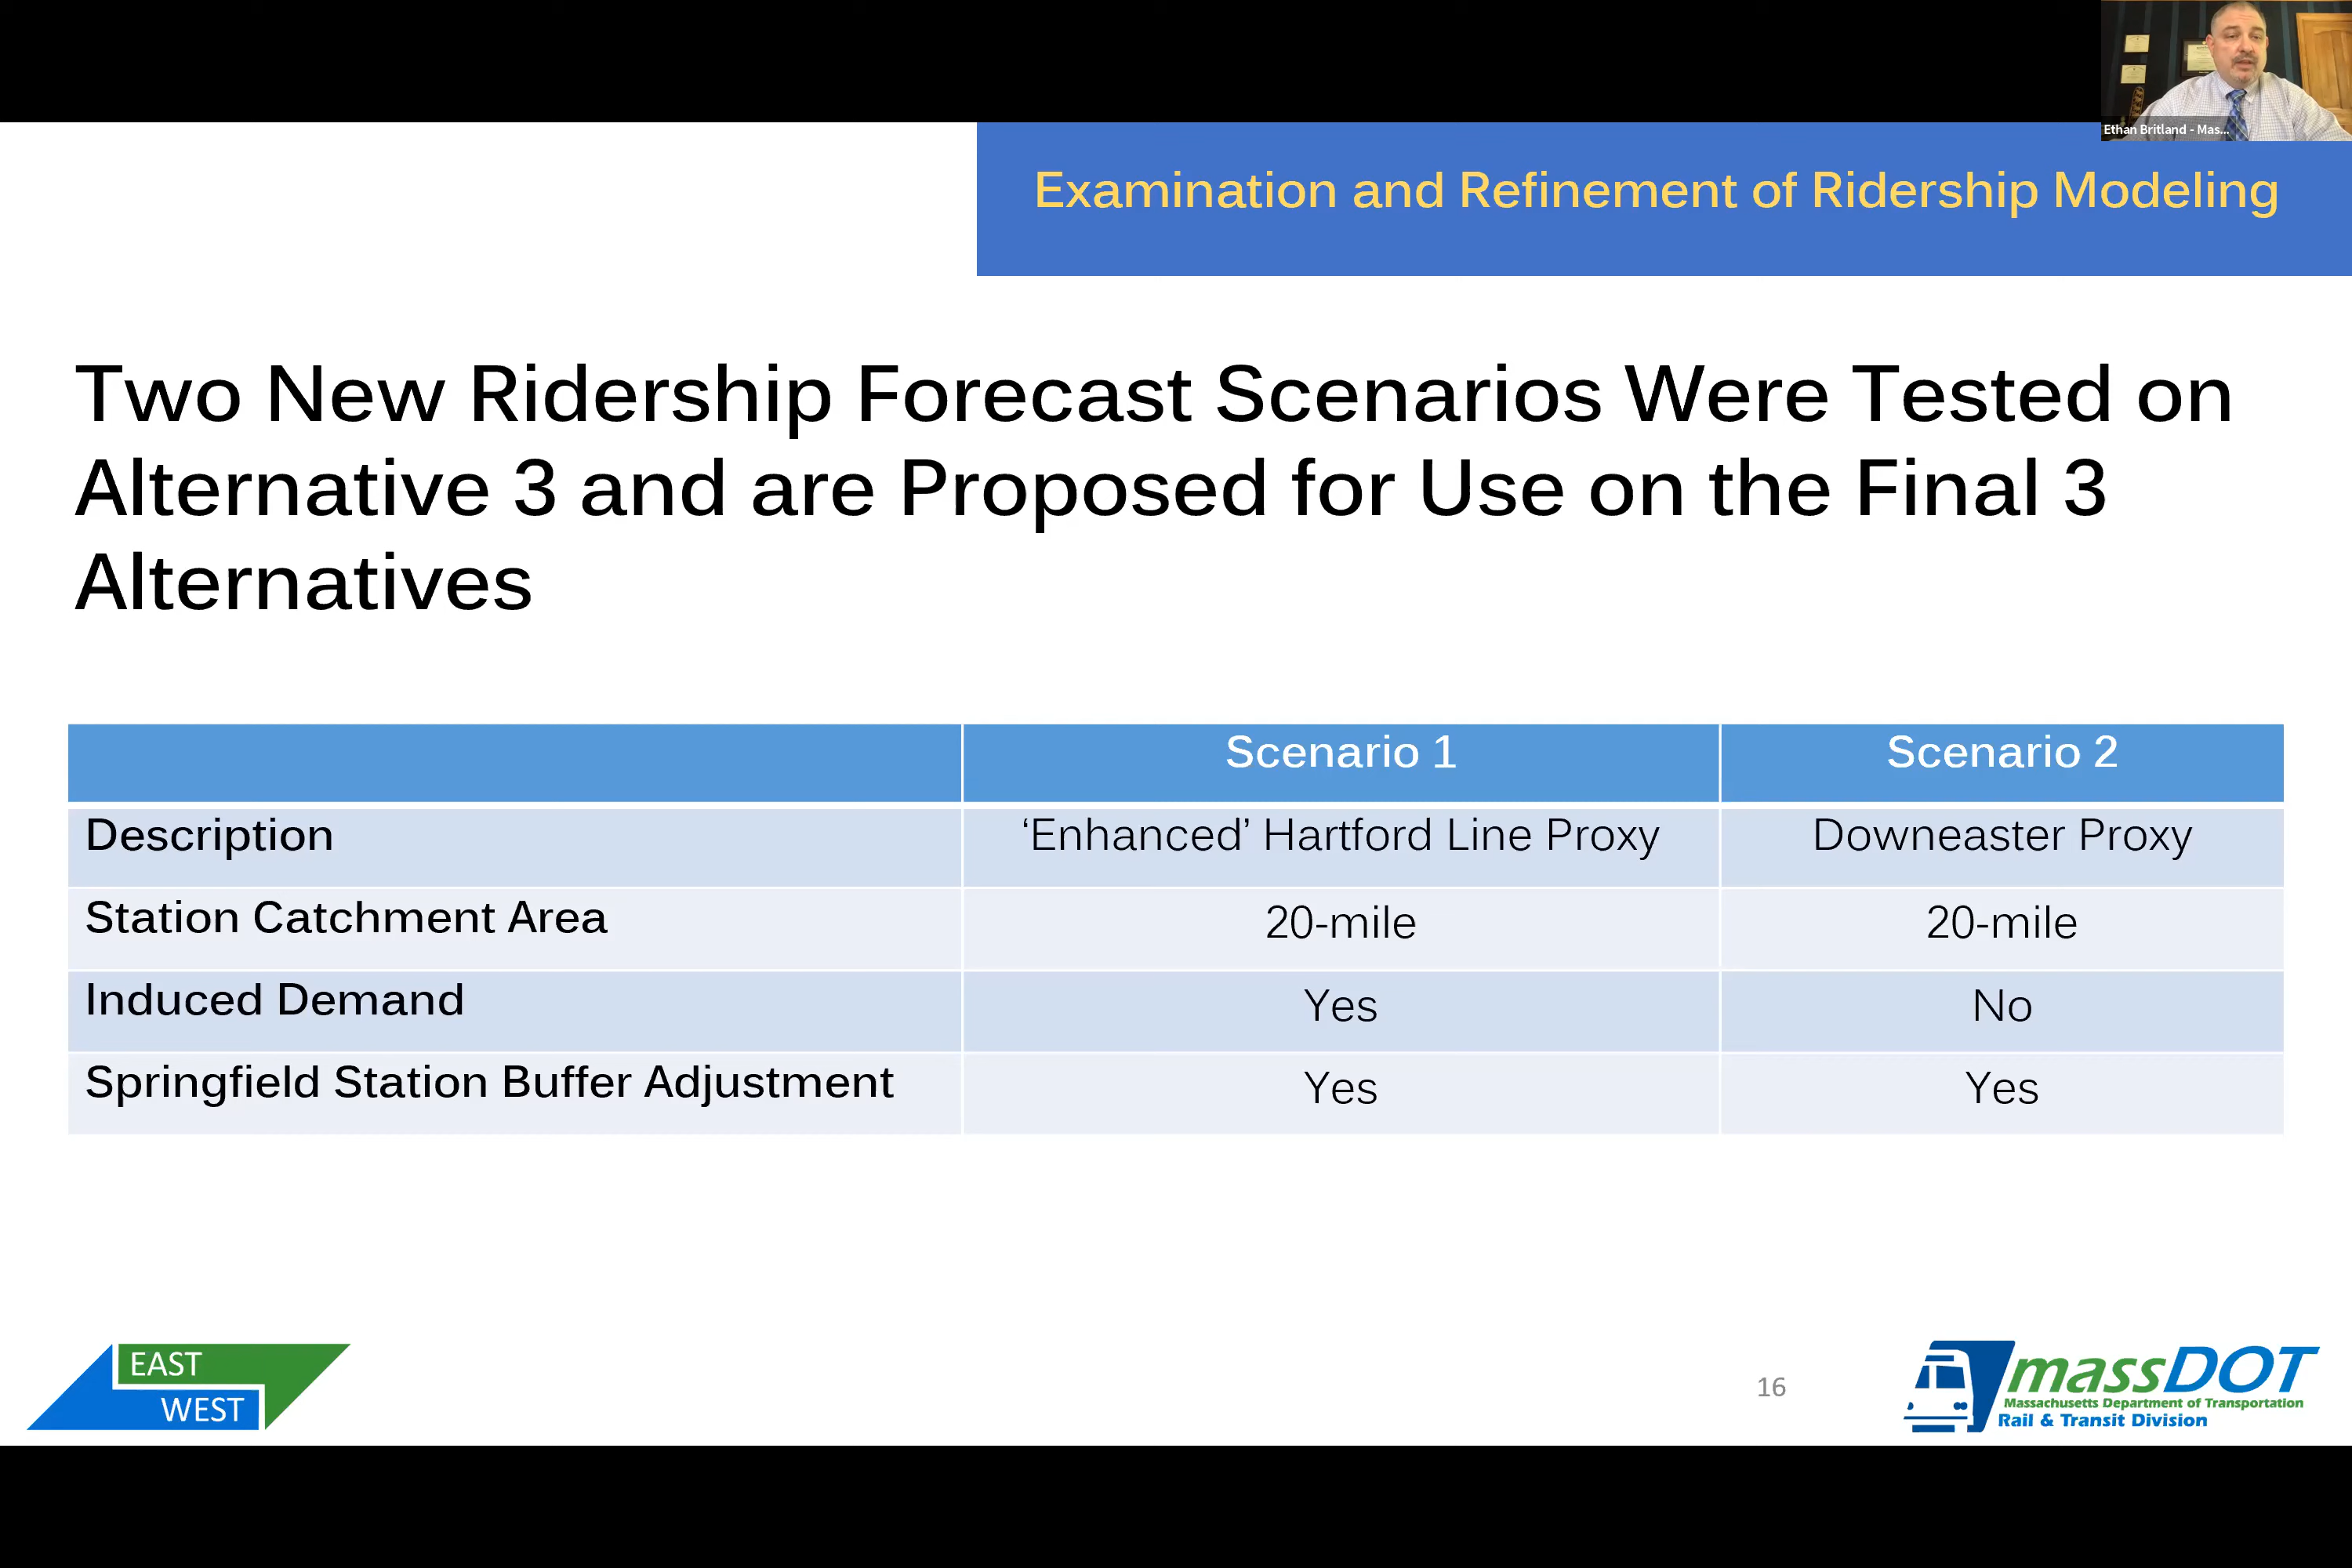 Ethan Britland - Mas...
Examination and Refinement of Ridership Modeling
Two New Ridership Forecast Scenarios Were Tested on
Alternative 3 and are Proposed for Use on the Final 3
Alternatives
Scenario 1 Scenario 2
Description ‘Enhanced’ Hartford Line Proxy Downeaster Proxy
Station Catchment Area 20-mile 20-mile
Induced Demand Yes No
Springfield Station Buffer Adjustment Yes Yes
EAST
WEST
16
massDOT
Massachusetts Department of Transportation
Rail & Transit Division